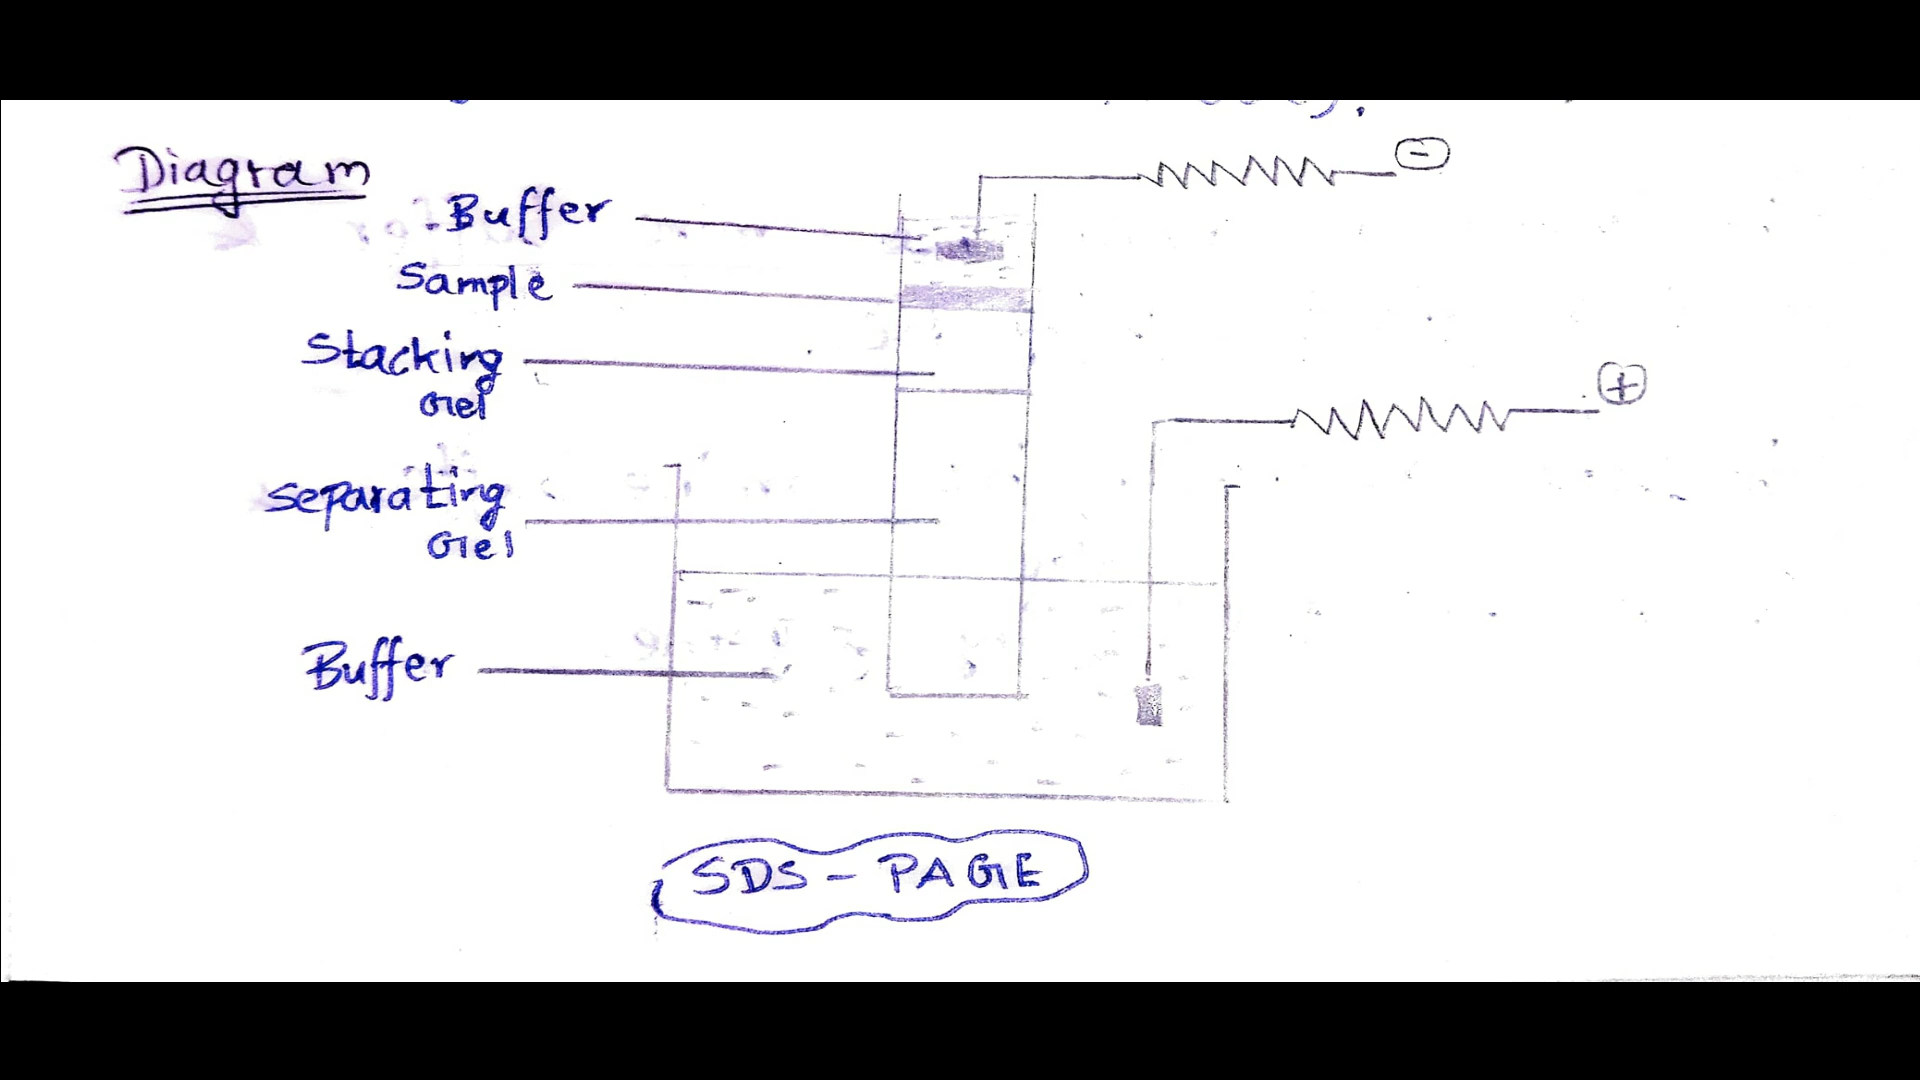 Diagram
Buffer
Sample
Stacking
Gel
Separating
Gel
Buffer
-
+
SDS - PAGE